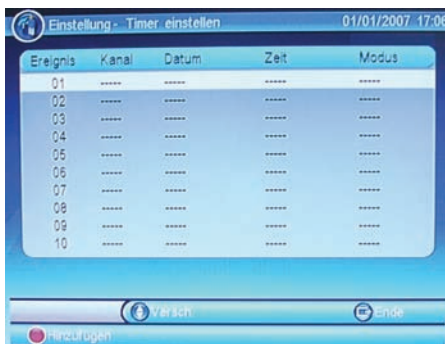 Einstellung - Timer einstellen 01/01/2007 17:06
Ereignis Kanal Datum Zeit Modus
01 ----- ----- ----- -----
02 ----- ----- ----- -----
03 ----- ----- ----- -----
04 ----- ----- ----- -----
05 ----- ----- ----- -----
06 ----- ----- ----- -----
07 ----- ----- ----- -----
08 ----- ----- ----- -----
09 ----- ----- ----- -----
10 ----- ----- ----- -----
Versch. Ende
Hinzufügen